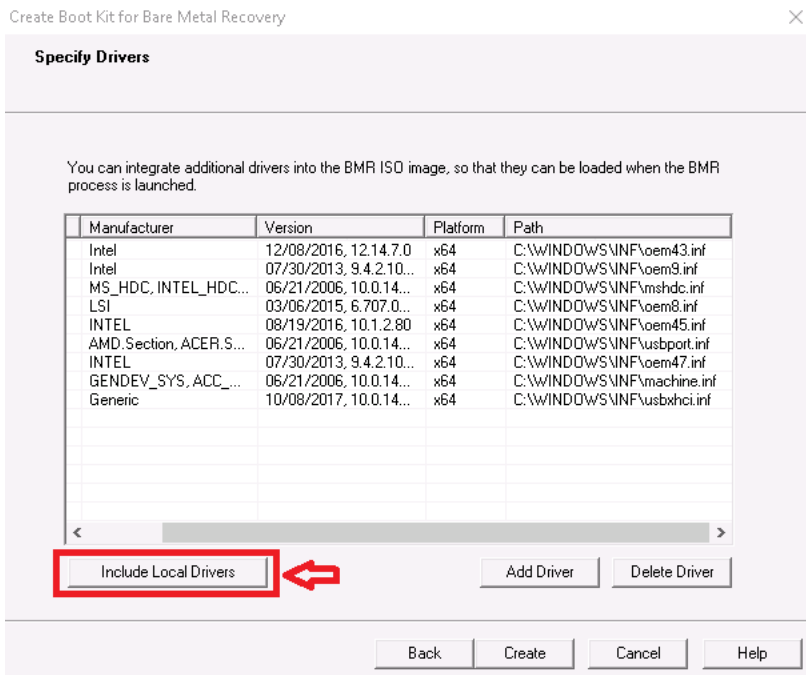 Create Boot Kit for Bare Metal Recovery
Specify Drivers
You can integrate additional drivers into the BMR ISO image, so that they can be loaded when the BMR
process is launched.
Manufacturer Version Platform Path
Intel 12/08/2016, 12.14.7.0 x64 C:\WINDOWS\INF\oem43.inf
Intel 07/30/2013, 9.4.2.10... x64 C:\WINDOWS\INF\oem9.inf
MS_HDC, INTEL_HDC... 06/21/2006, 10.0.14... x64 C:\WINDOWS\INF\mshdc.inf
LSI 03/06/2015, 6.707.0... x64 C:\WINDOWS\INF\oem8.inf
INTEL 08/19/2016, 10.1.2.80 x64 C:\WINDOWS\INF\oem45.inf
AMD.Section, ACER.S... 06/21/2006, 10.0.14... x64 C:\WINDOWS\INF\usbport.inf
INTEL 07/30/2013, 9.4.2.10... x64 C:\WINDOWS\INF\oem47.inf
GENDEV_SYS, ACC_... 06/21/2006, 10.0.14... x64 C:\WINDOWS\INF\machine.inf
Generic 10/08/2017, 10.0.14... x64 C:\WINDOWS\INF\usbxhci.inf
Include Local Drivers Add Driver Delete Driver
Back Create Cancel Help